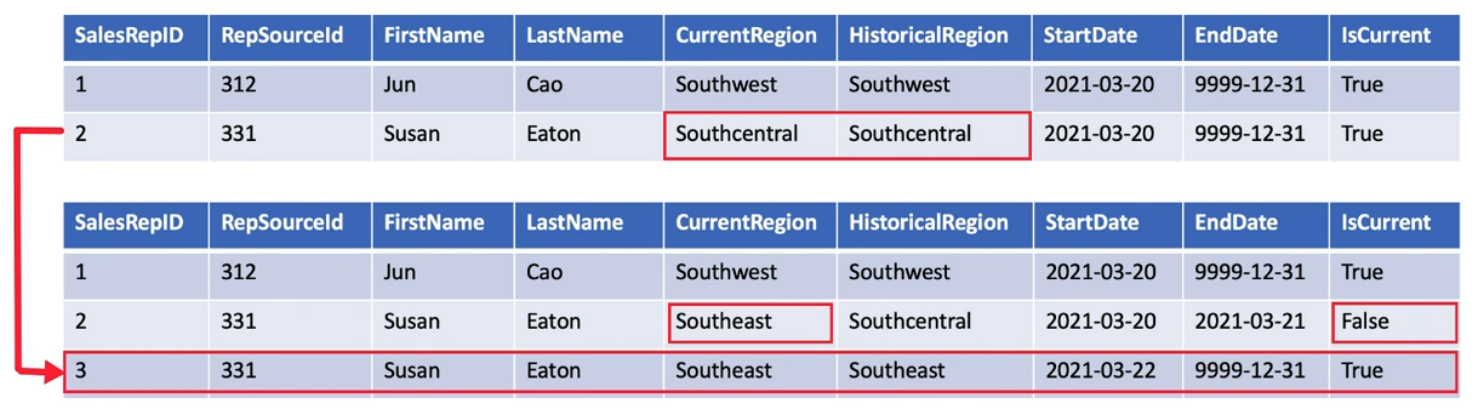 SalesRepID RepSourceId FirstName LastName CurrentRegion HistoricalRegion StartDate EndDate IsCurrent
1 312 Jun Cao Southwest Southwest 2021-03-20 9999-12-31 True
2 331 Susan Eaton Southcentral Southcentral 2021-03-20 9999-12-31 True
SalesRepID RepSourceId FirstName LastName CurrentRegion HistoricalRegion StartDate EndDate IsCurrent
1 312 Jun Cao Southwest Southwest 2021-03-20 9999-12-31 True
2 331 Susan Eaton Southeast Southcentral 2021-03-20 2021-03-21 False
3 331 Susan Eaton Southeast Southeast 2021-03-22 9999-12-31 True